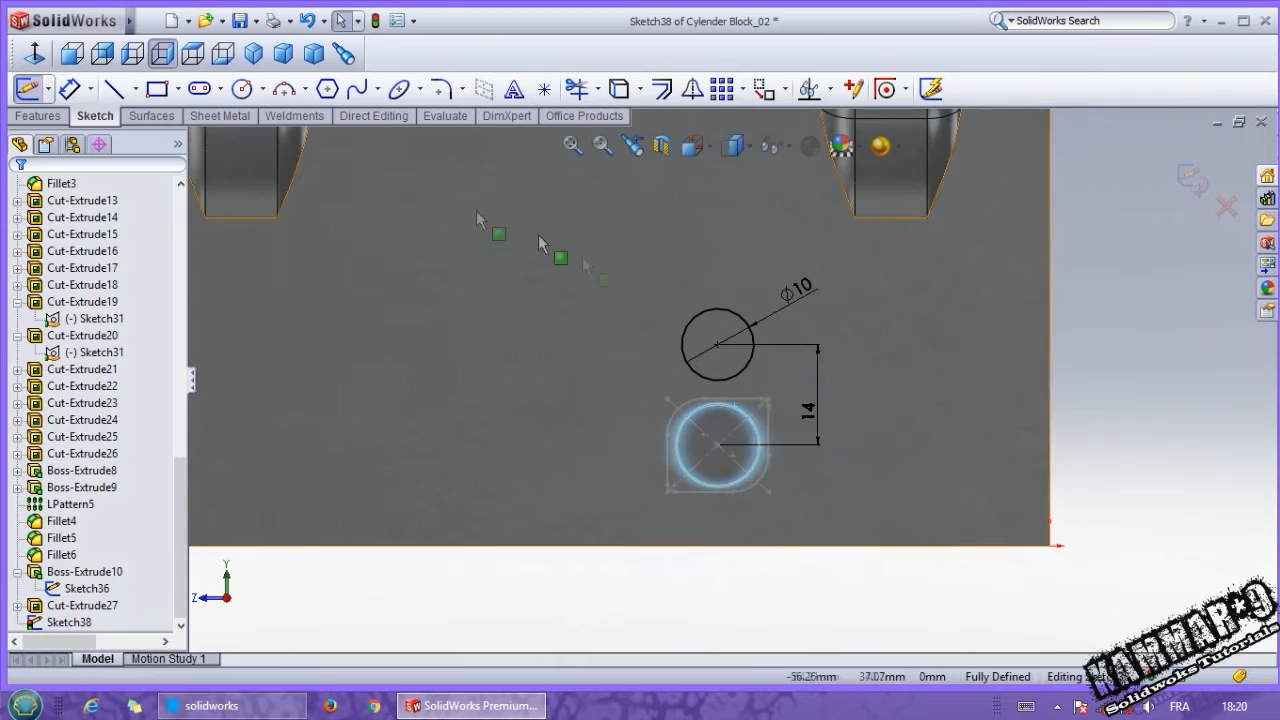 SolidWorks
Sketch38 of Cylender Block_02 *
SolidWorks Search
Features
Sketch
Surfaces
Sheet Metal
Weldments
Direct Editing
Evaluate
DimXpert
Office Products
Fillet3
Cut-Extrude13
Cut-Extrude14
Cut-Extrude15
Cut-Extrude16
Cut-Extrude17
Cut-Extrude18
Cut-Extrude19
(-) Sketch31
Cut-Extrude20
(-) Sketch31
Cut-Extrude21
Cut-Extrude22
Cut-Extrude23
Cut-Extrude24
Cut-Extrude25
Cut-Extrude26
Boss-Extrude8
Boss-Extrude9
LPattern5
Fillet4
Fillet5
Fillet6
Boss-Extrude10
Sketch36
Cut-Extrude27
Sketch38
Ø10
14
Y
Z
Model
Motion Study 1
-56.26mm 37.07mm 0mm Fully Defined
solidworks
SolidWorks Premium...
FRA
18:20
Solidwoks Tutorials